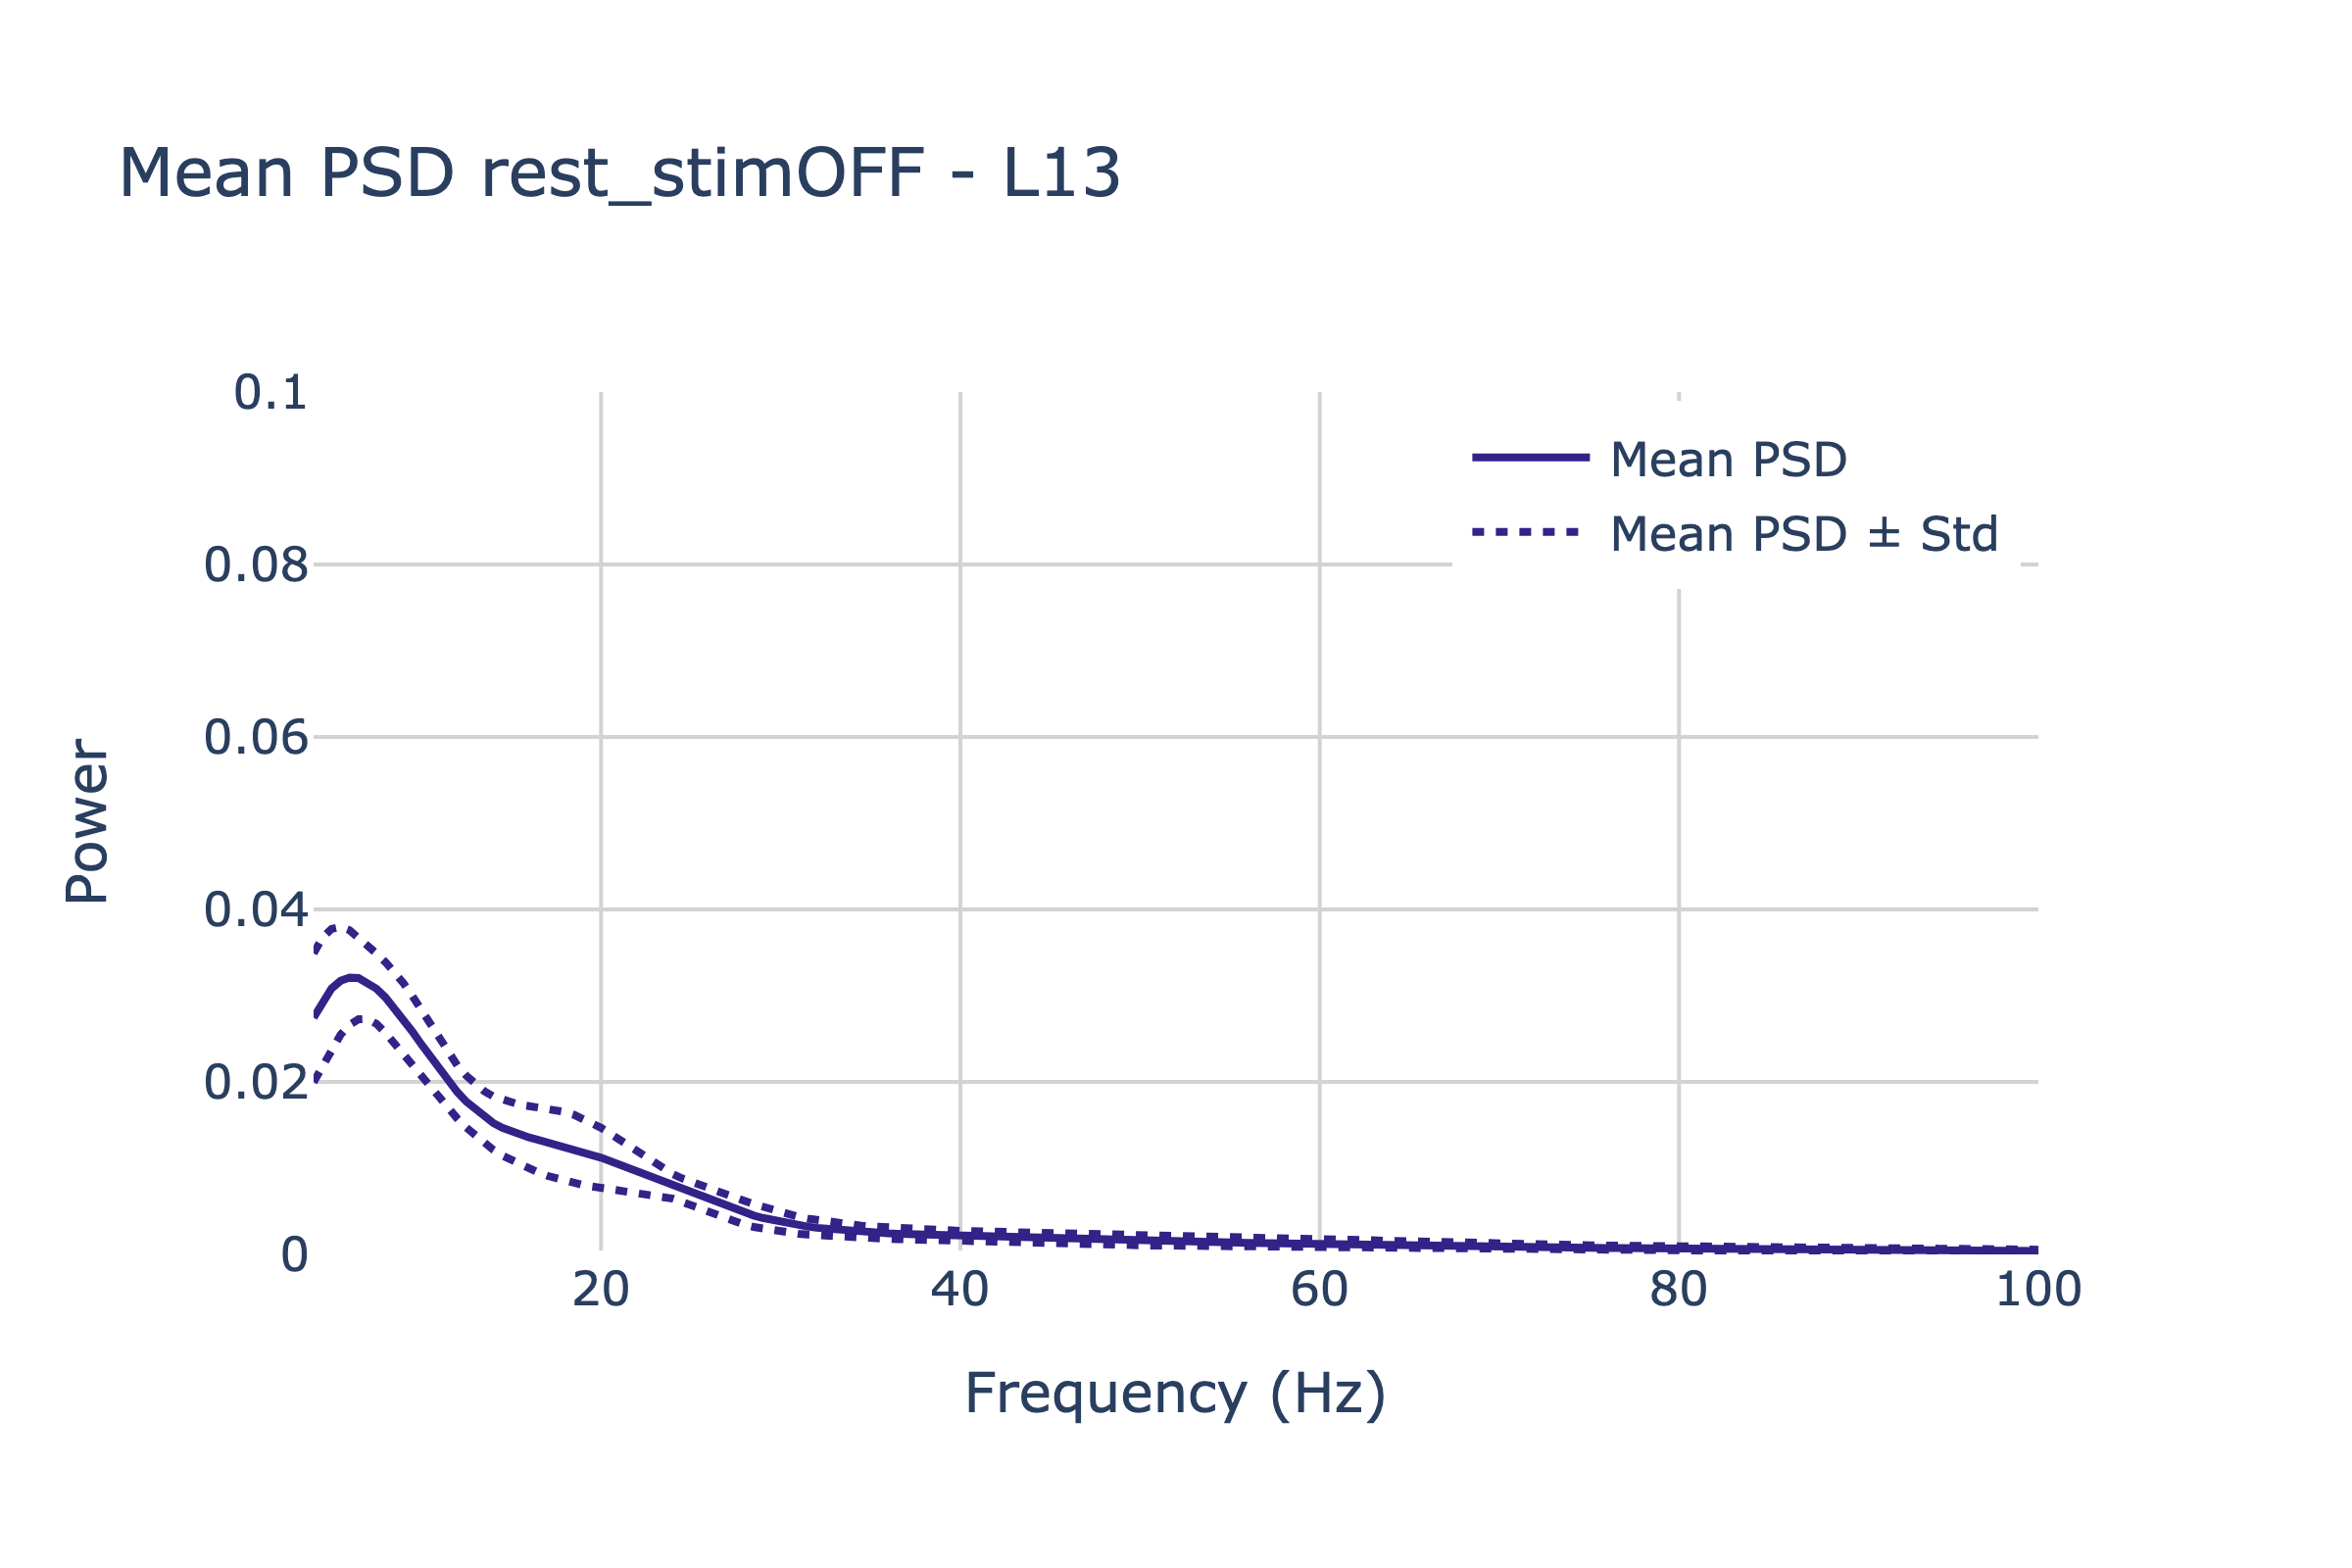 Mean PSD rest_stimOFF - L13
0.1
0.08
0.06
0.04
0.02
0
Power
Mean PSD
Mean PSD ± Std
20 40 60 80 100
Frequency (Hz)